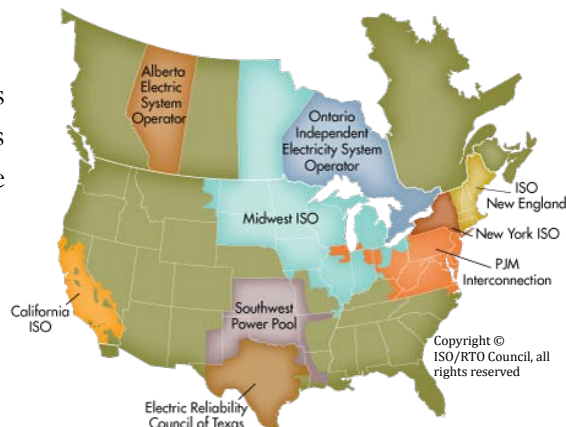 s
s
e
Alberta
Electric
System
Operator
Ontario
Independent
Electricity System
Operator
ISO
New England
Midwest ISO
New York ISO
PJM
Interconnection
California
ISO
Southwest
Power Pool
Copyright ©
ISO/RTO Council, all
rights reserved
Electric Reliability
Council of Texas